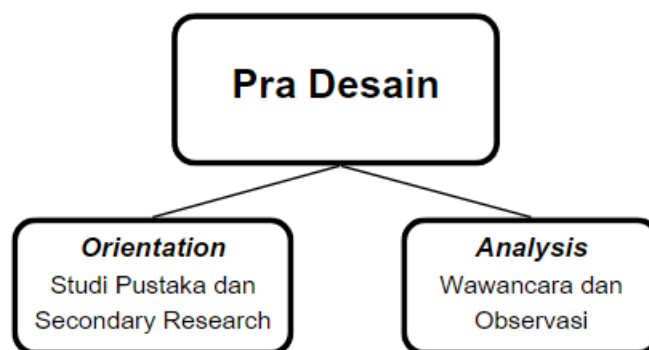 Pra Desain
Orientation
Studi Pustaka dan
Secondary Research
Analysis
Wawancara dan
Observasi